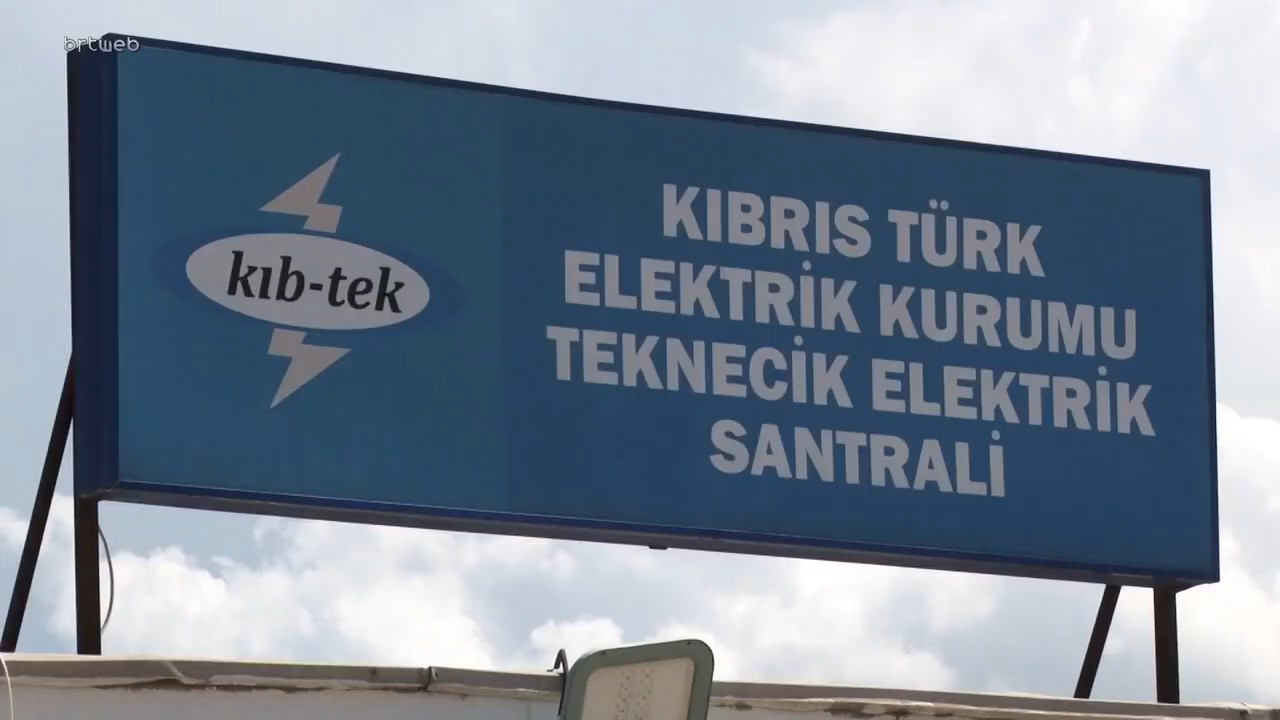 brtweb
kıb-tek
KIBRIS TÜRK
ELEKTRİK KURUMU
TEKNECİK ELEKTRİK
SANTRALİ